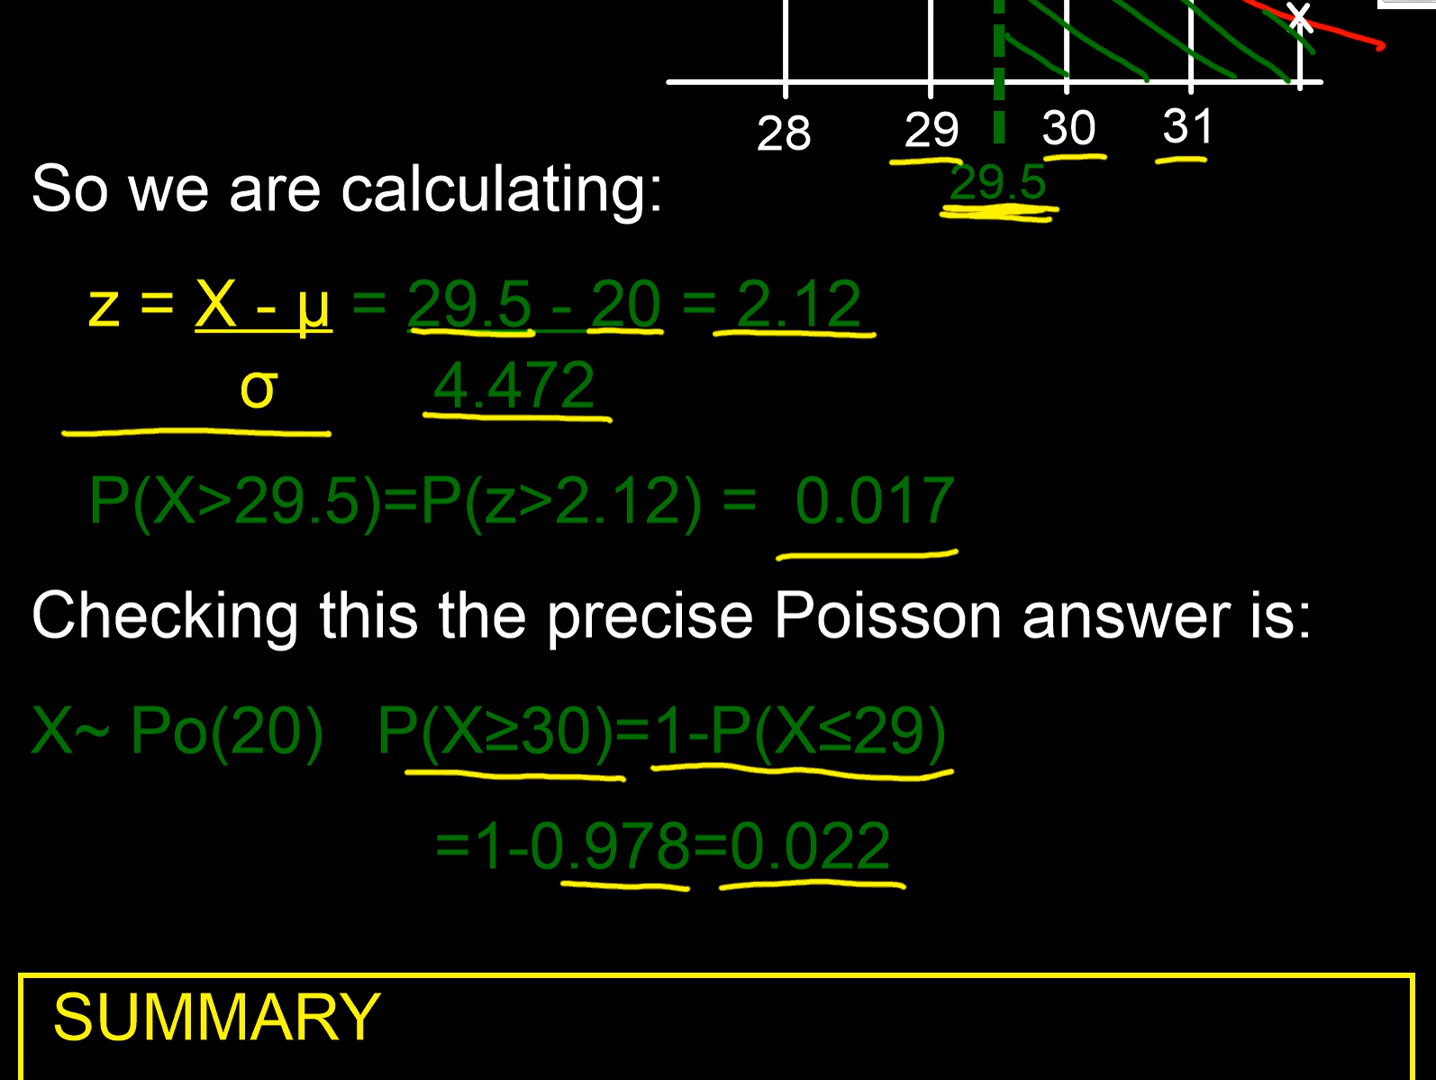 28 29 30 31
29.5
So we are calculating:
z = X - µ = 29.5 - 20 = 2.12
σ 4.472
P(X>29.5)=P(z>2.12) = 0.017
Checking this the precise Poisson answer is:
X~ Po(20) P(X≥30)=1-P(X≤29)
=1-0.978=0.022
SUMMARY